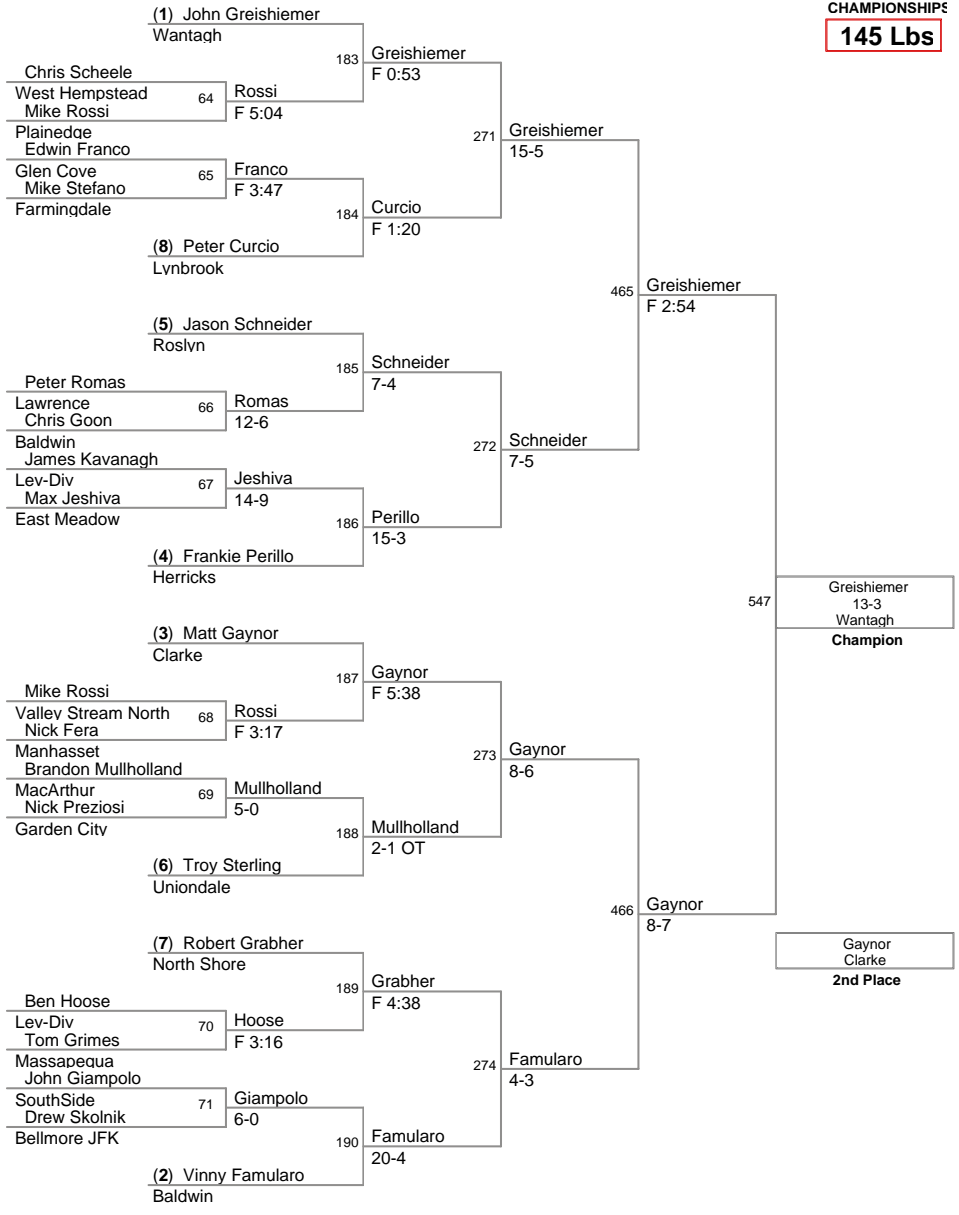 CHAMPIONSHIPS
145 Lbs
(1) John Greishiemer
Wantagh
183
Greishiemer
F 0:53
Chris Scheele
West Hempstead
64
Rossi
F 5:04
Mike Rossi
Plainedge
271
Greishiemer
15-5
Edwin Franco
Glen Cove
65
Franco
F 3:47
Mike Stefano
Farmingdale
184
Curcio
F 1:20
(8) Peter Curcio
Lynbrook
465
Greishiemer
F 2:54
(5) Jason Schneider
Roslyn
185
Schneider
7-4
Peter Romas
Lawrence
66
Romas
12-6
Chris Goon
Baldwin
272
Schneider
7-5
James Kavanagh
Lev-Div
67
Jeshiva
14-9
Max Jeshiva
East Meadow
186
Perillo
15-3
(4) Frankie Perillo
Herricks
547
Greishiemer
13-3
Wantagh
Champion
(3) Matt Gaynor
Clarke
187
Gaynor
F 5:38
Mike Rossi
Valley Stream North
68
Rossi
F 3:17
Nick Fera
Manhasset
273
Gaynor
8-6
Brandon Mullholland
MacArthur
69
Mullholland
5-0
Nick Preziosi
Garden City
188
Mullholland
2-1 OT
(6) Troy Sterling
Uniondale
466
Gaynor
8-7
(7) Robert Grabher
North Shore
189
Grabher
F 4:38
Gaynor
Clarke
2nd Place
Ben Hoose
Lev-Div
70
Hoose
F 3:16
Tom Grimes
Massapequa
274
Famularo
4-3
John Giampolo
SouthSide
71
Giampolo
6-0
Drew Skolnik
Bellmore JFK
190
Famularo
20-4
(2) Vinny Famularo
Baldwin